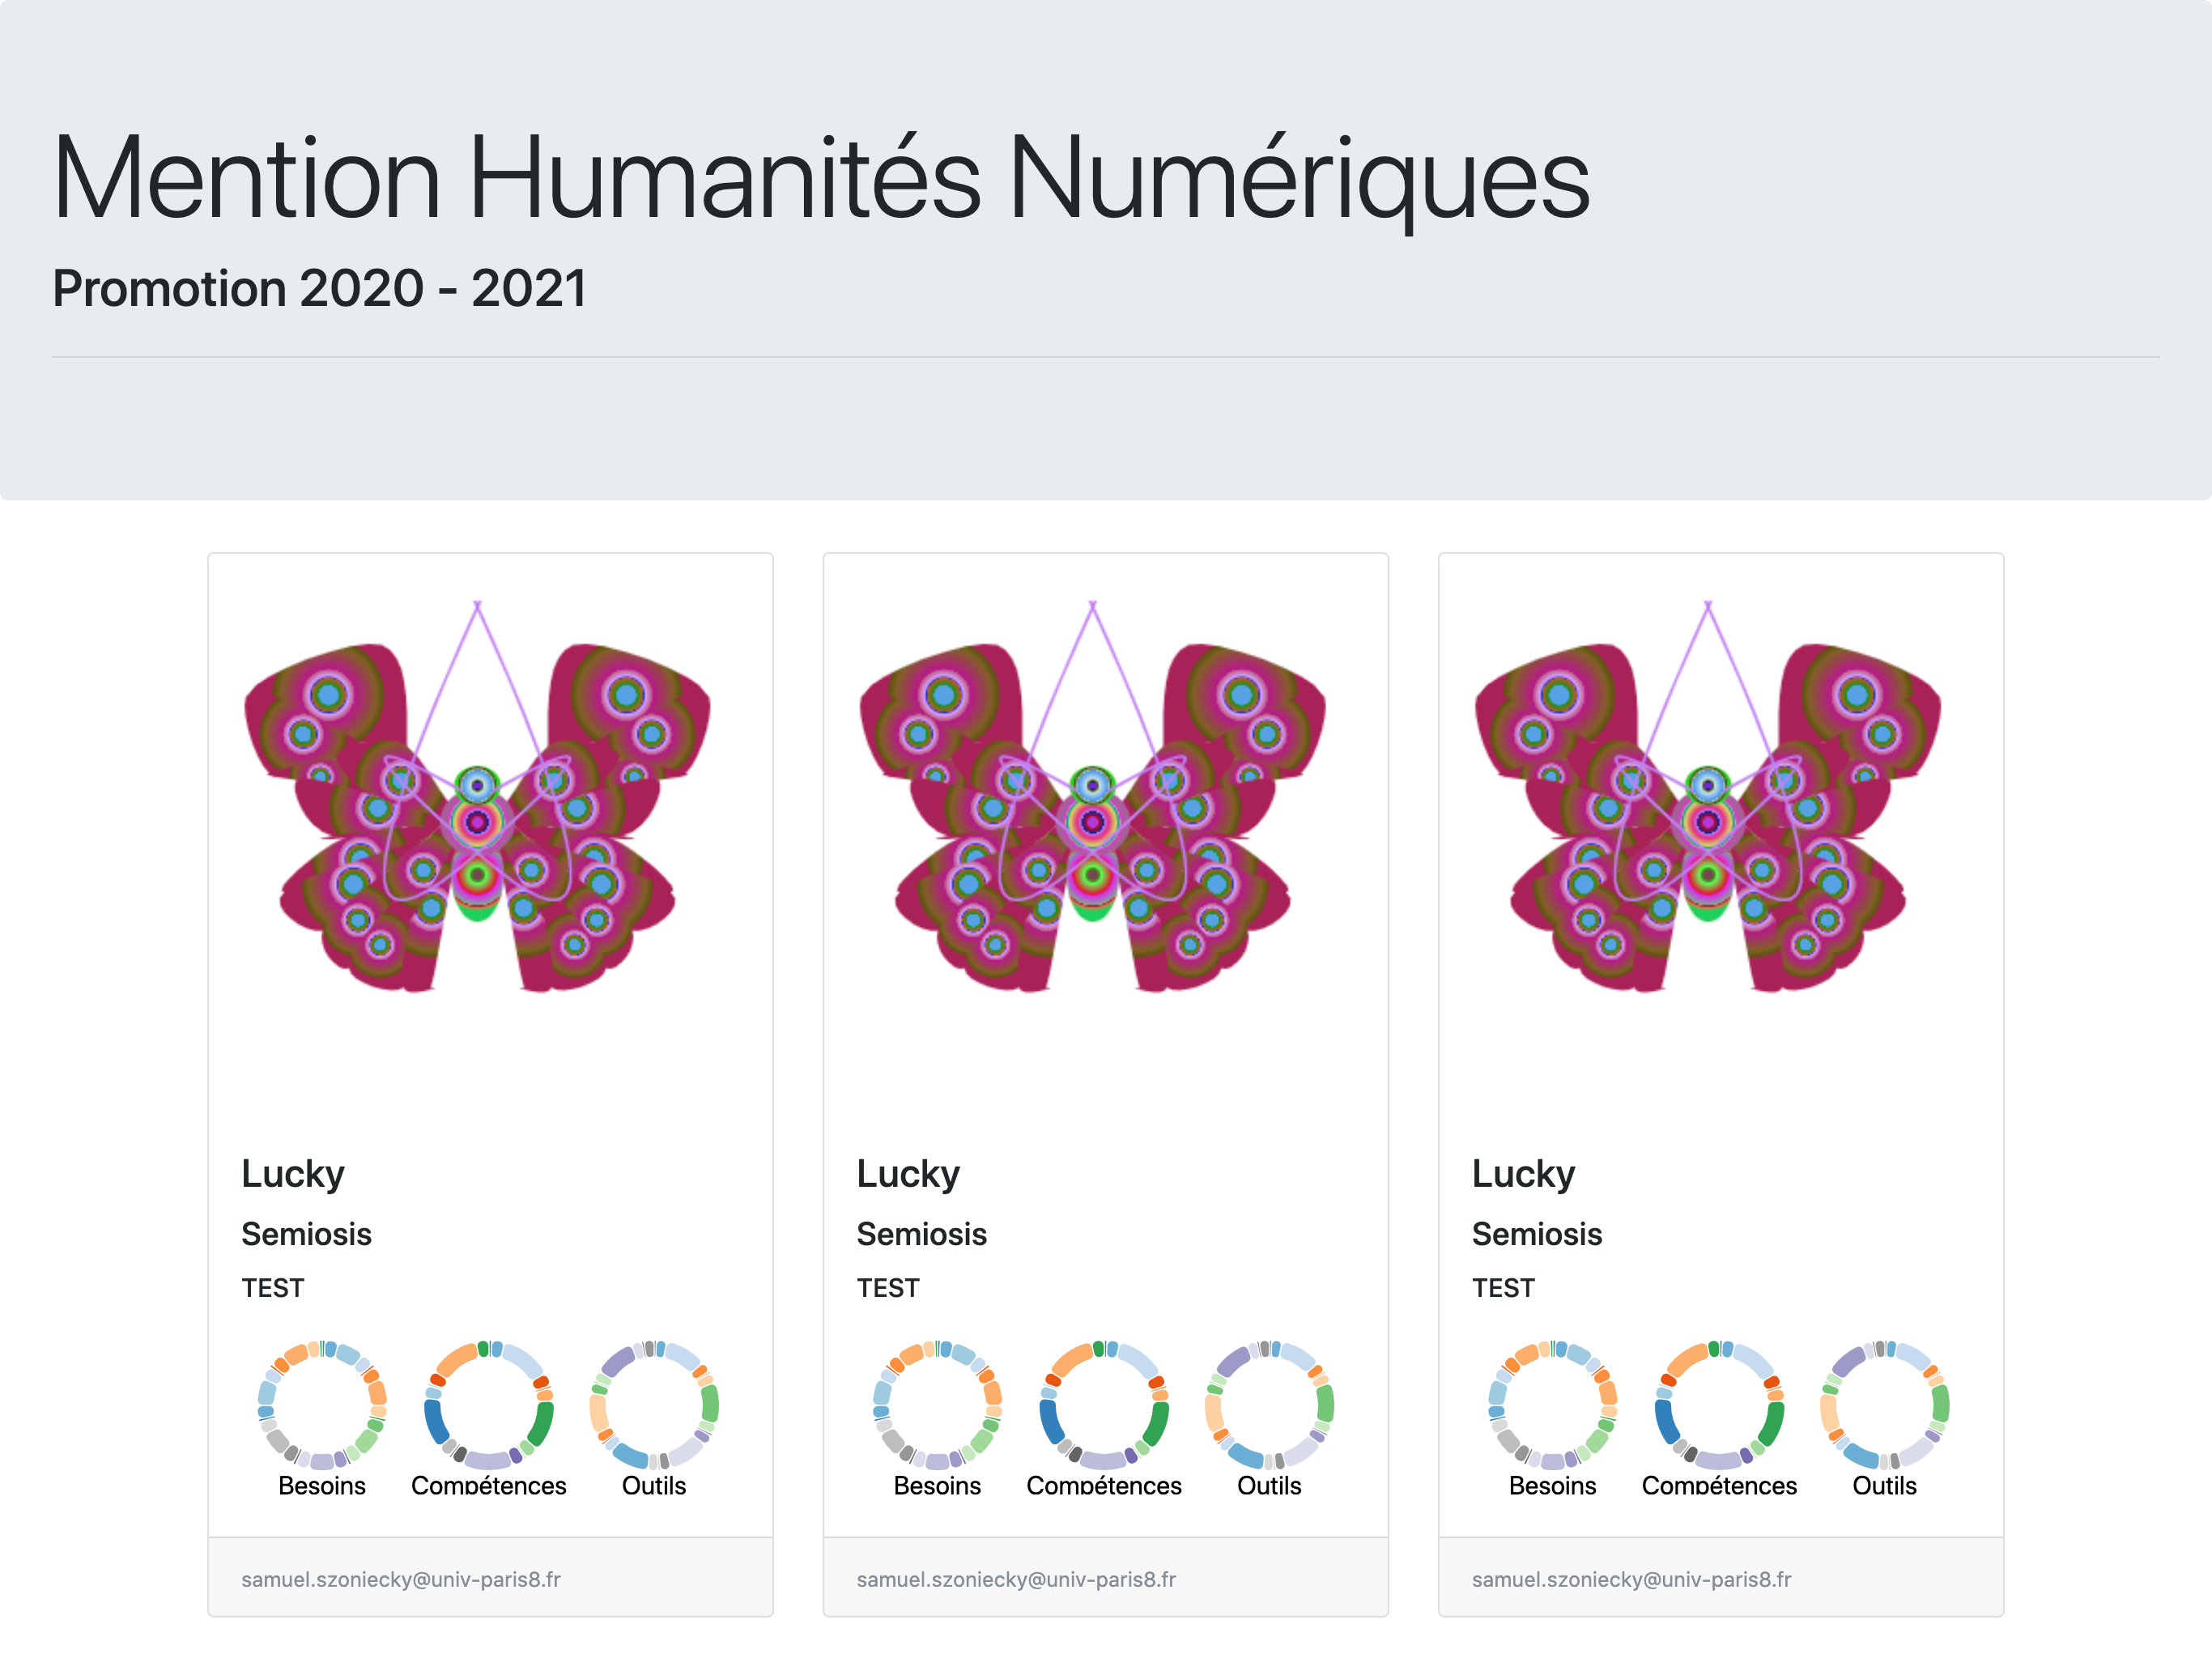 Mention Humanités Numériques
Promotion 2020 - 2021
Lucky
Semiosis
TEST
Besoins Compétences Outils
samuel.szoniecky@univ-paris8.fr
Lucky
Semiosis
TEST
Besoins Compétences Outils
samuel.szoniecky@univ-paris8.fr
Lucky
Semiosis
TEST
Besoins Compétences Outils
samuel.szoniecky@univ-paris8.fr